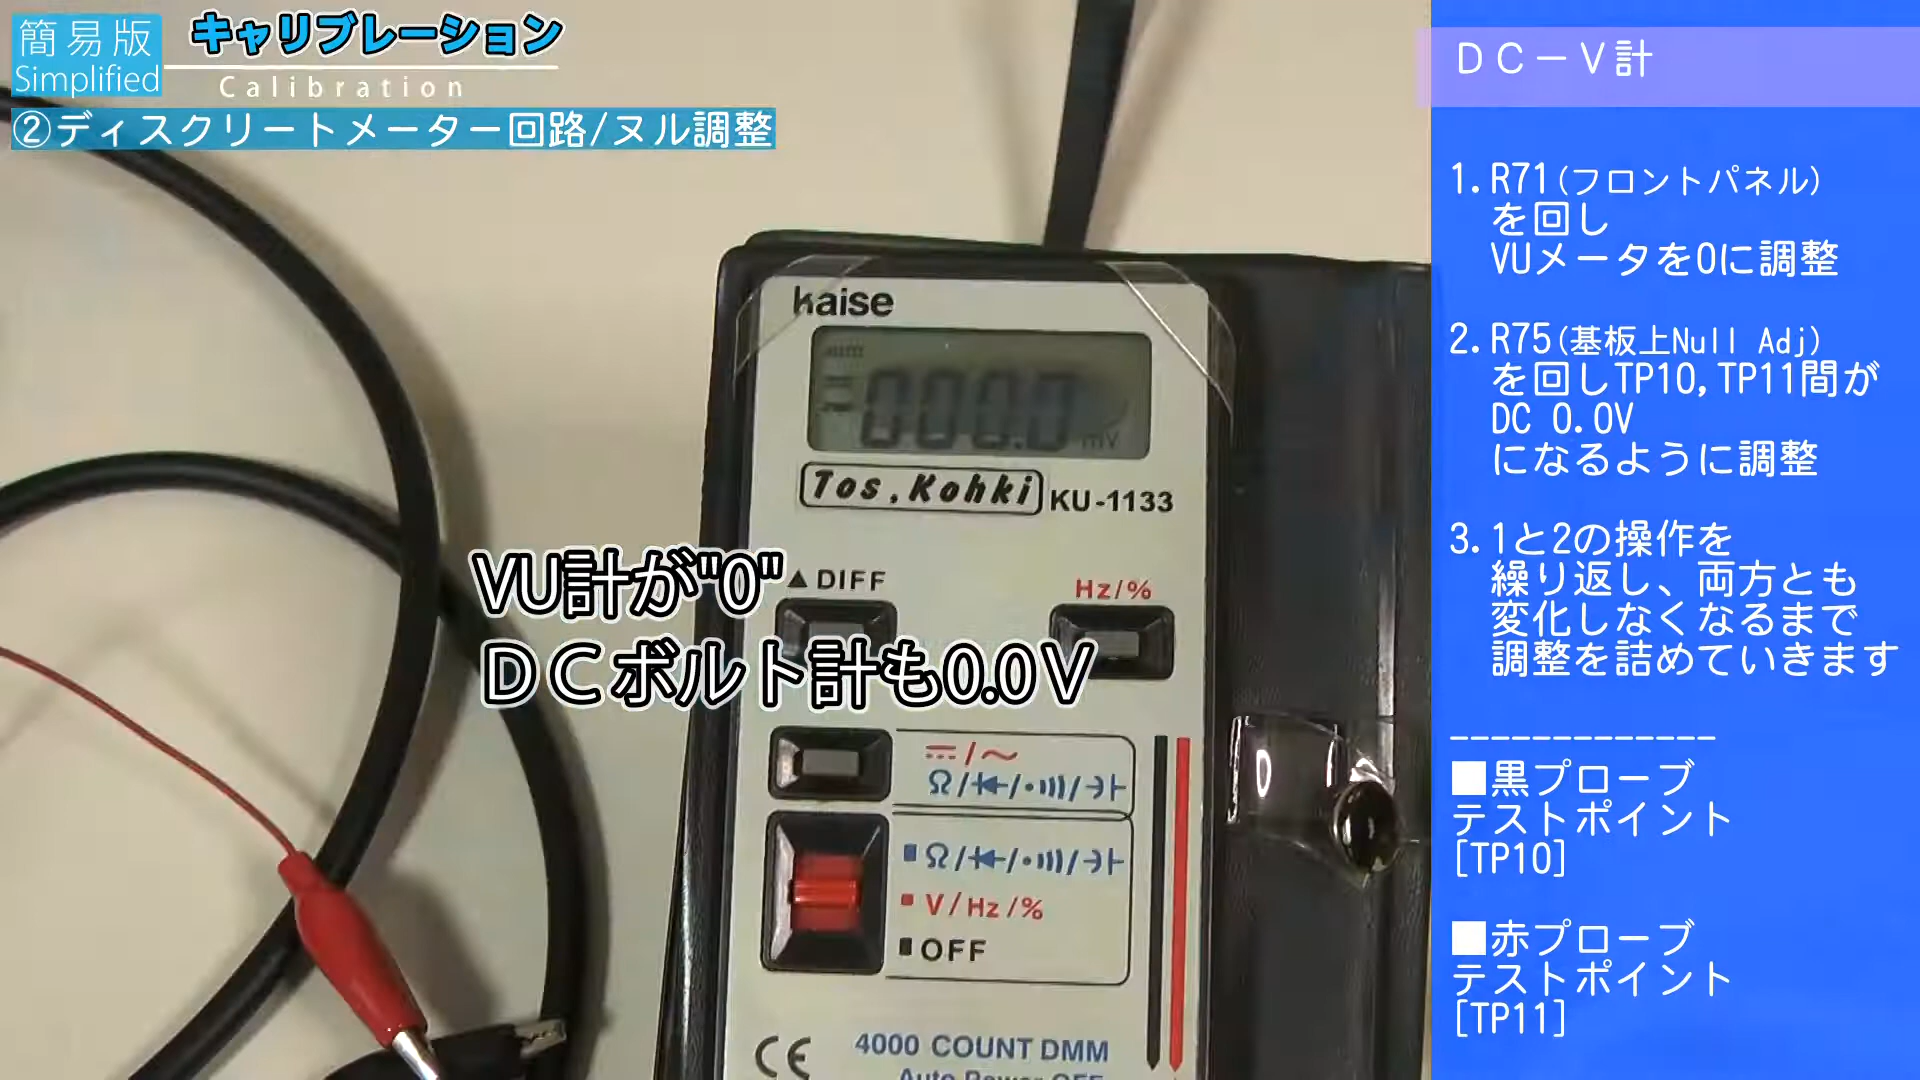 簡易版
Simplified
キャリブレーション
Calibration
②ディスクリートメーター回路/ヌル調整
kaise
000.0
mV
Tos.Kohki
KU-1133
VU計が"0"
▲DIFF
Hz/%
DCボルト計も0.0V
Ω/
Ω/
V/Hz/%
OFF
CE
4000 COUNT DMM
Auto Power OFF
DC－V計
1.R71(フロントパネル)
を回し
VUメータを0に調整
2.R75(基板上Null Adj)
を回しTP10,TP11間が
DC 0.0V
になるように調整
3.1と2の操作を
繰り返し、両方とも
変化しなくなるまで
調整を詰めていきます
-------------
■黒プローブ
テストポイント
[TP10]
■赤プローブ
テストポイント
[TP11]